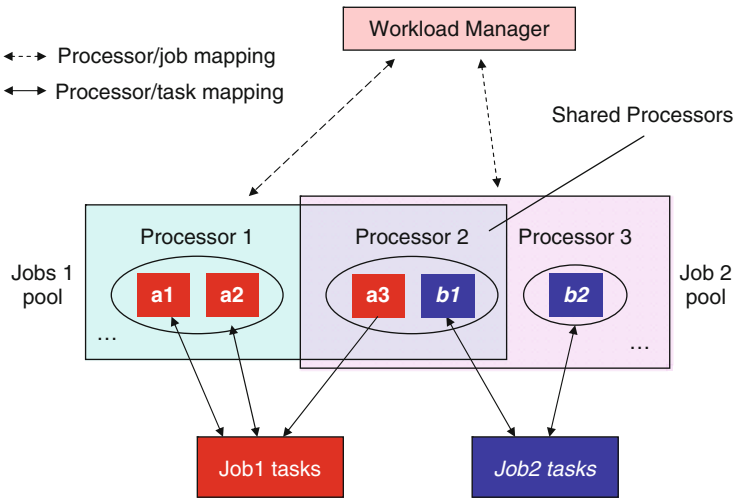 Workload Manager
Processor/job mapping
Processor/task mapping
Shared Processors
Processor 1
Processor 2
Processor 3
Jobs 1
pool
a1
a2
a3
b1
b2
Job 2
pool
...
...
Job1 tasks
Job2 tasks